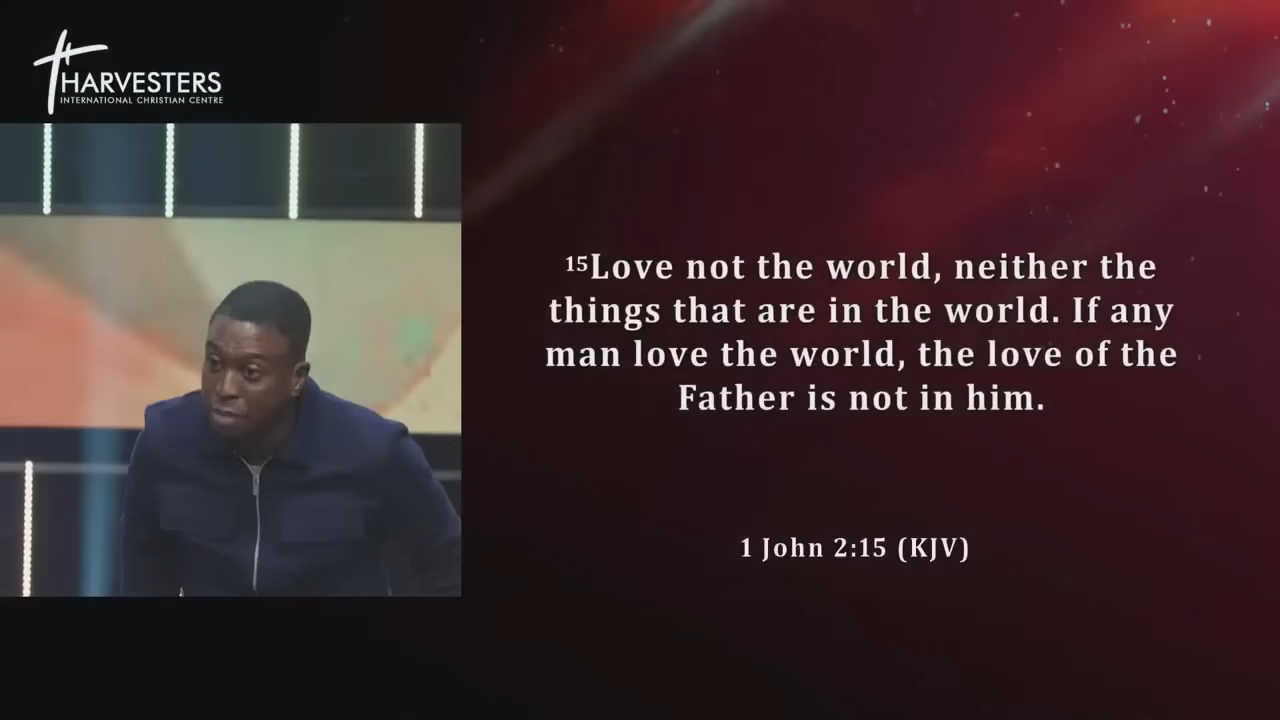 HARVESTERS
INTERNATIONAL CHRISTIAN CENTRE
15Love not the world, neither the
things that are in the world. If any
man love the world, the love of the
Father is not in him.
1 John 2:15 (KJV)